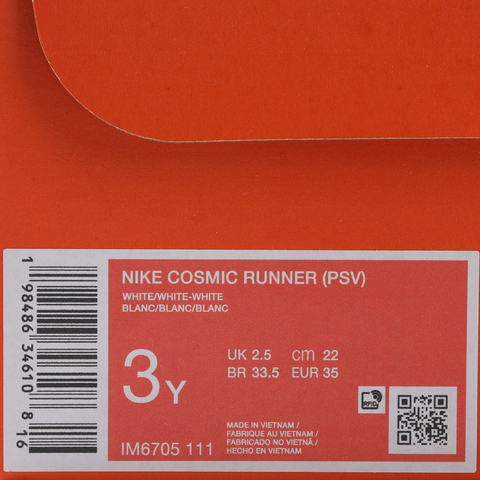 NIKE COSMIC RUNNER (PSV)
WHITE/WHITE-WHITE
BLANC/BLANC/BLANC
3Y
UK 2.5 cm 22
BR 33.5 EUR 35
RFID
MADE IN VIETNAM /
FABRIQUE AU VIETNAM /
FABRICADO NO VIETNÃ /
HECHO EN VIETNAM
IM6705 111
1 98486 34610 8 16